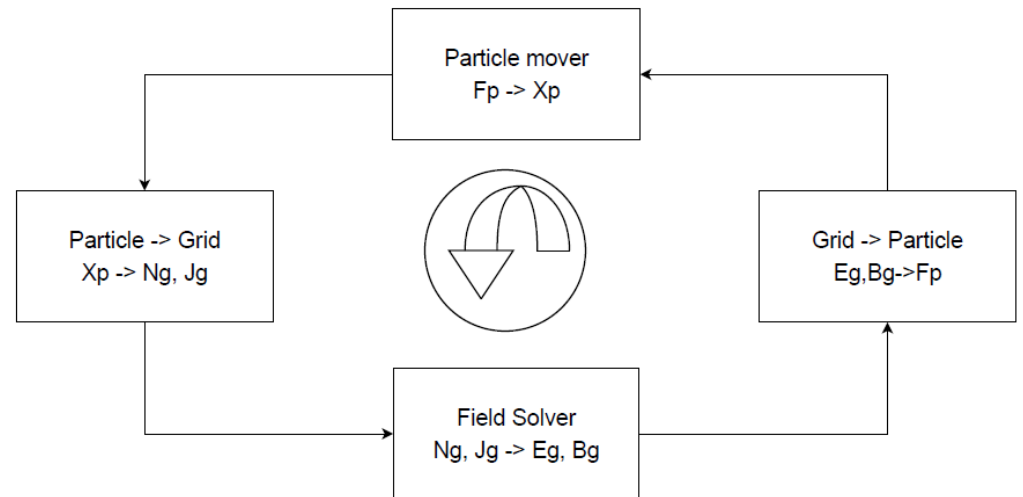 Particle mover
Fp -> Xp
Particle -> Grid
Xp -> Ng, Jg
Grid -> Particle
Eg,Bg->Fp
Field Solver
Ng, Jg -> Eg, Bg